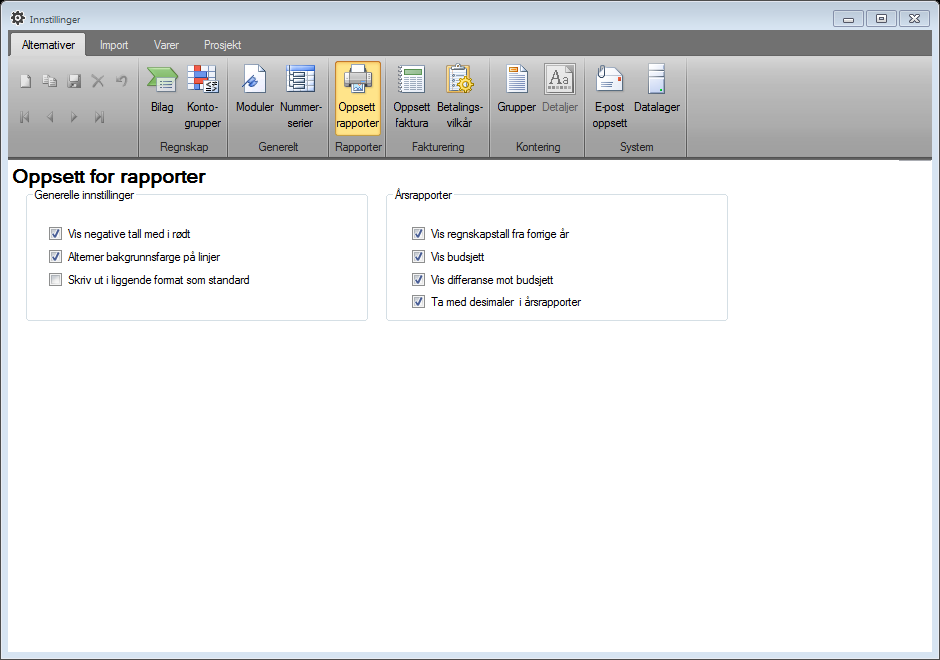 Innstillinger
Alternativer Import Varer Prosjekt
Bilag Konto- Moduler Nummer- Oppsett Oppsett Betalings- Grupper Detaljer E-post Datalager
grupper serier rapporter faktura vilkår oppsett
Regnskap Generelt Rapporter Fakturering Kontering System
Oppsett for rapporter
Generelle innstillinger
Vis negative tall med i rødt
Alterner bakgrunnsfarge på linjer
Skriv ut i liggende format som standard
Årsrapporter
Vis regnskapstall fra forrige år
Vis budsjett
Vis differanse mot budsjett
Ta med desimaler i årsrapporter